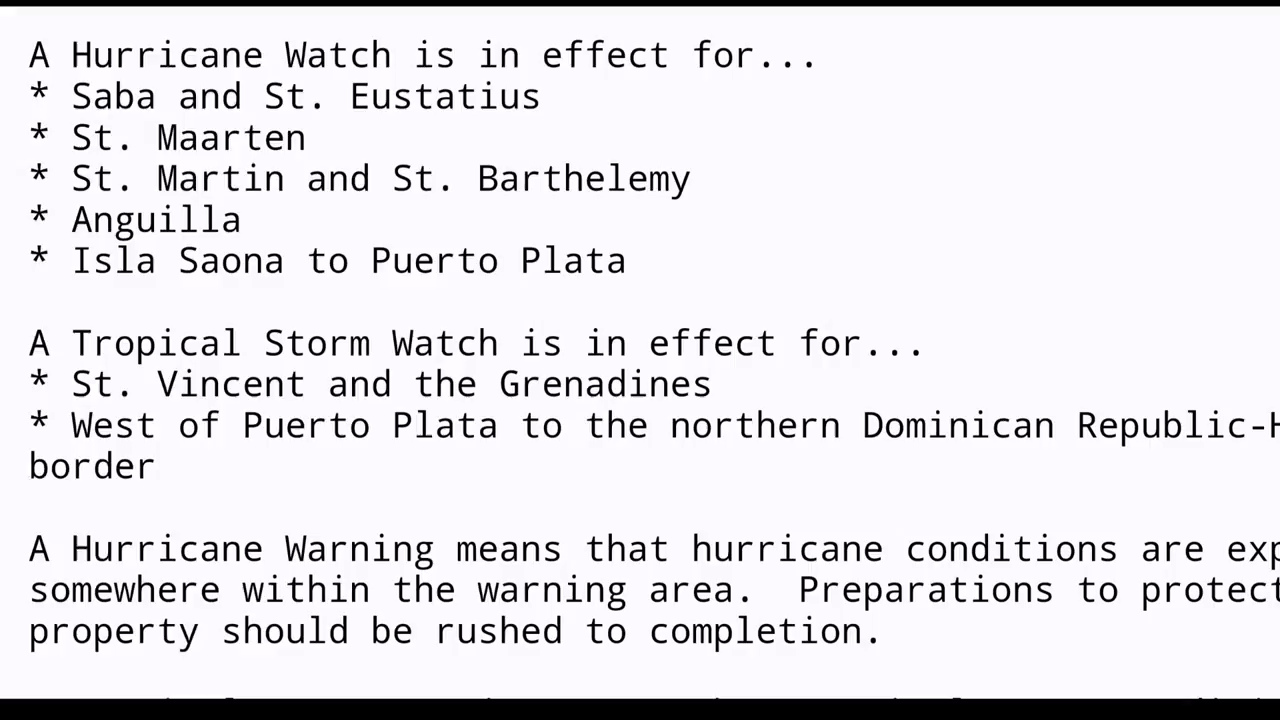 A Hurricane Watch is in effect for...
* Saba and St. Eustatius
* St. Maarten
* St. Martin and St. Barthelemy
* Anguilla
* Isla Saona to Puerto Plata
A Tropical Storm Watch is in effect for...
* St. Vincent and the Grenadines
* West of Puerto Plata to the northern Dominican Republic-H
border
A Hurricane Warning means that hurricane conditions are exp
somewhere within the warning area.  Preparations to protect
property should be rushed to completion.